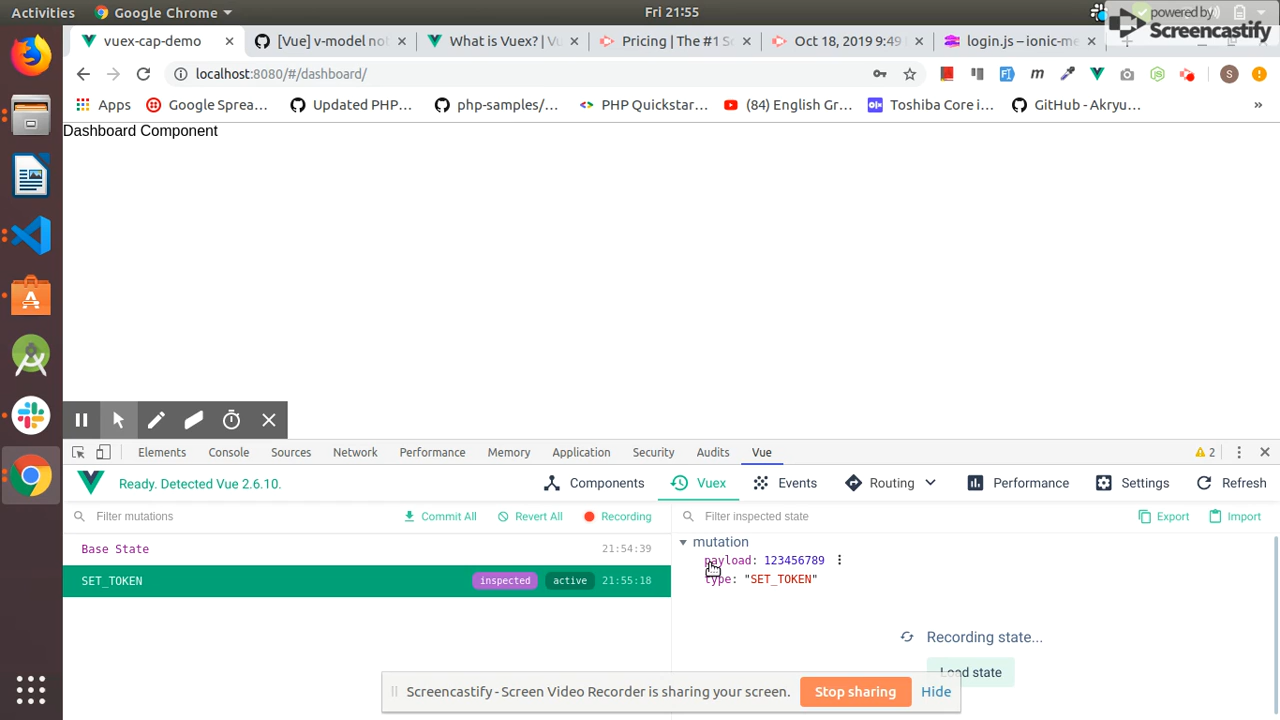 Activities
Google Chrome
Fri 21:55
powered by
Screencastify
vuex-cap-demo
[Vue] v-model not
What is Vuex? | Vu
Pricing | The #1 S
Oct 18, 2019 9:49
login.js – ionic-me
localhost:8080/#/dashboard/
S
Apps
Google Sprea...
Updated PHP...
php-samples/...
PHP Quickstar...
(84) English Gr...
Toshiba Core i...
GitHub - Akryu...
»
Dashboard Component
Elements
Console
Sources
Network
Performance
Memory
Application
Security
Audits
Vue
2
Ready. Detected Vue 2.6.10.
Components
Vuex
Events
Routing
Performance
Settings
Refresh
Filter mutations
Commit All
Revert All
Recording
Filter inspected state
Export
Import
Base State
21:54:39
SET_TOKEN
inspected
active
21:55:18
mutation
payload: 123456789
type: "SET_TOKEN"
Recording state...
Load state
Screencastify - Screen Video Recorder is sharing your screen.
Stop sharing
Hide